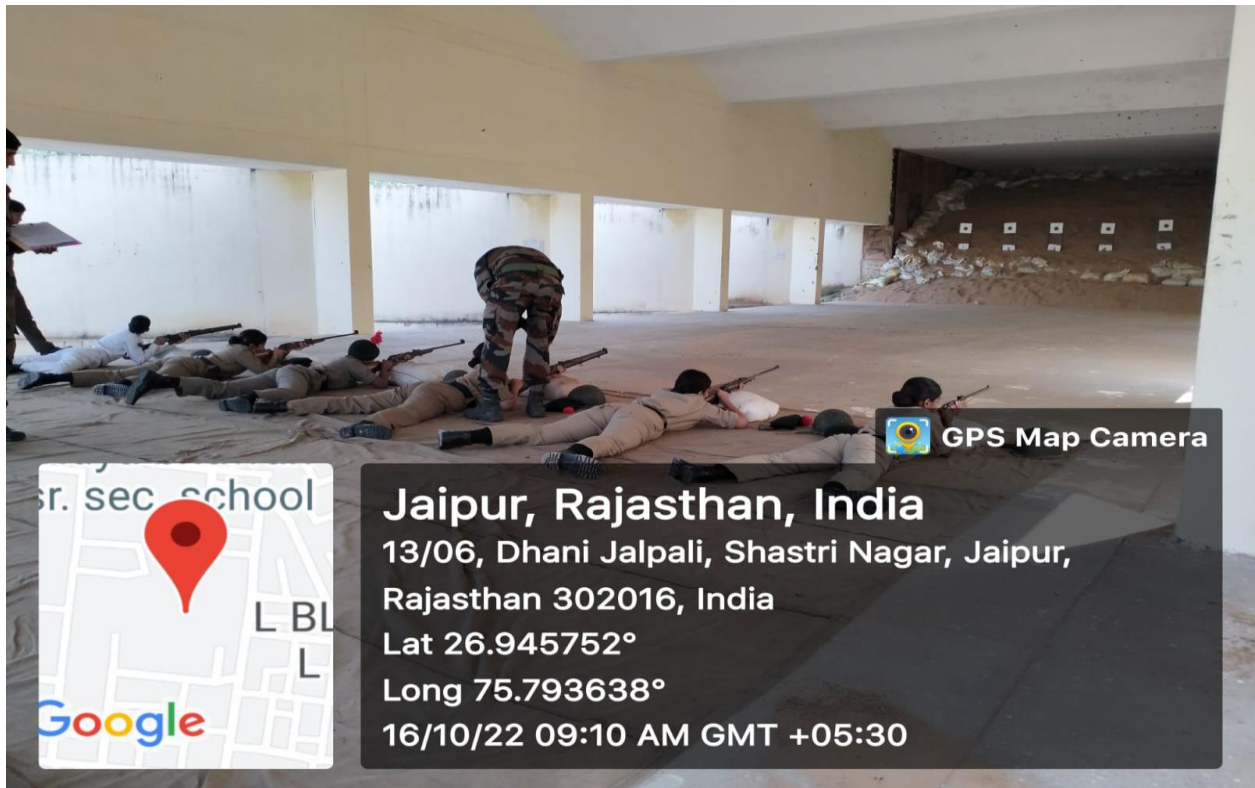 GPS Map Camera
sr. sec. school
L BL
L
Google
Jaipur, Rajasthan, India
13/06, Dhani Jalpali, Shastri Nagar, Jaipur,
Rajasthan 302016, India
Lat 26.945752°
Long 75.793638°
16/10/22 09:10 AM GMT +05:30